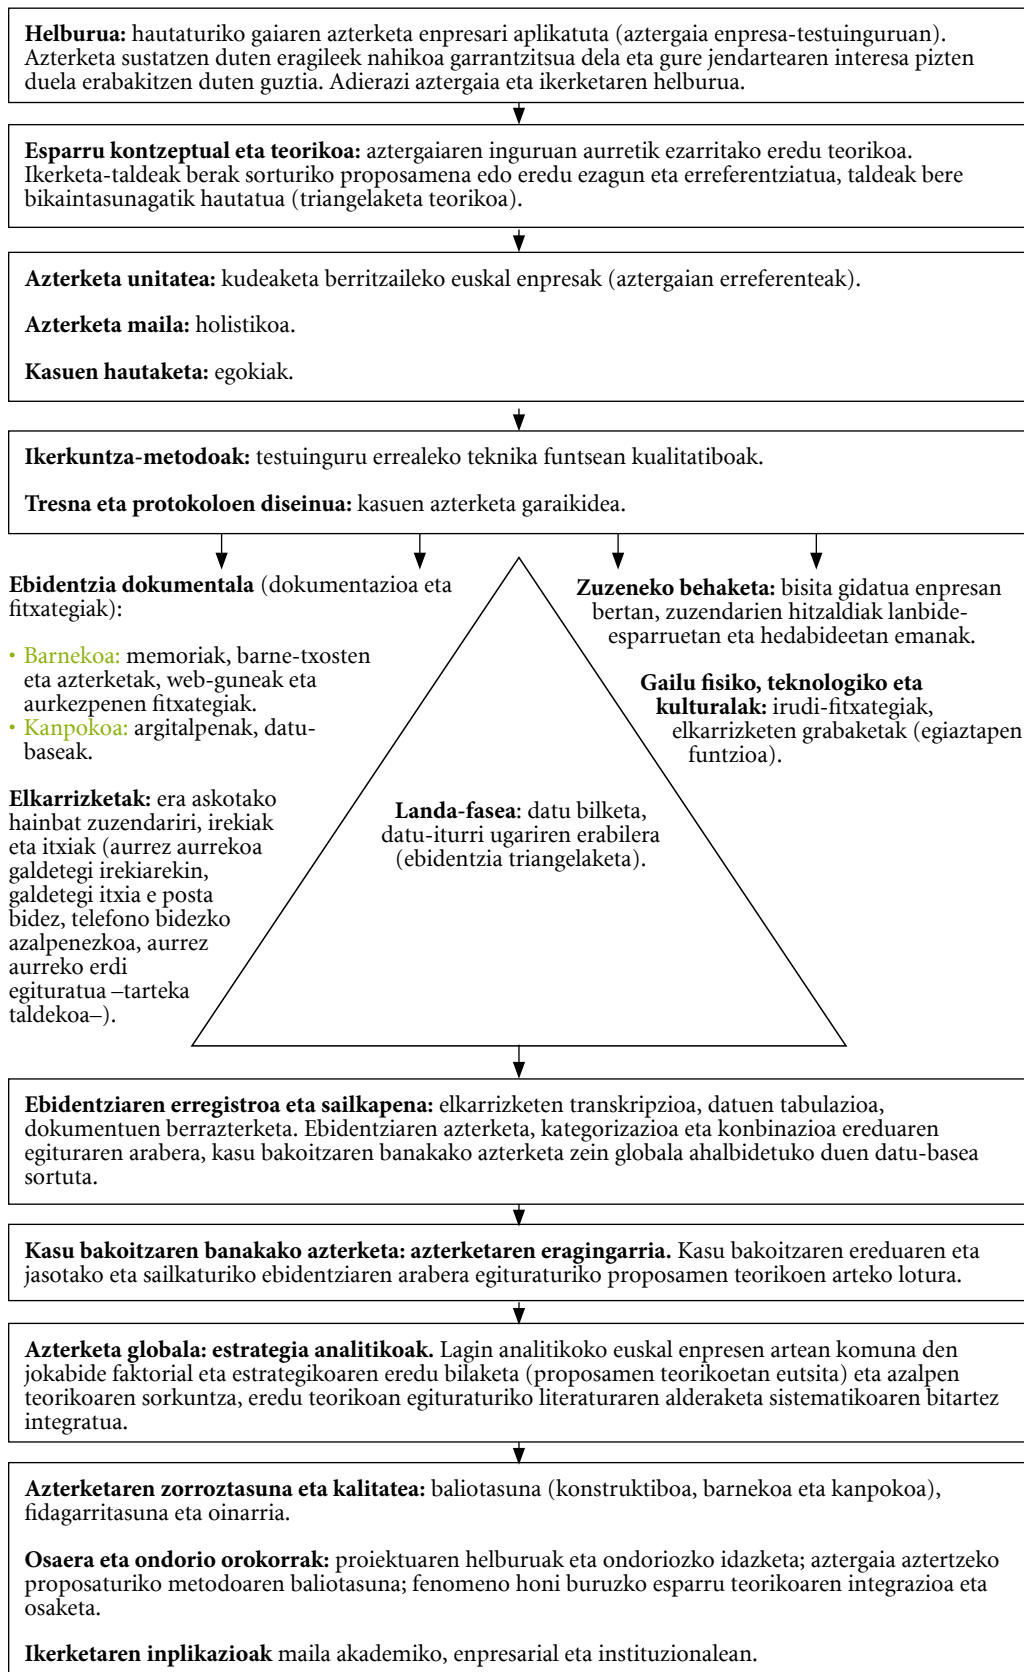 Helburua: hautaturiko gaiaren azterketa enpresari aplikatuta (aztergaia enpresa-testuinguruan).
Azterketa sustatzen duten eragileek nahikoa garrantzitsua dela eta gure jendartearen interesa pizten
duela erabakitzen duten guztia. Adierazi aztergaia eta ikerketaren helburua.
Esparru kontzeptual eta teorikoa: aztergaiaren inguruan aurretik ezarritako eredu teorikoa.
Ikerketa-taldeak berak sorturiko proposamena edo eredu ezagun eta erreferentziatua, taldeak bere
bikaintasunagatik hautatua (triangelaketa teorikoa).
Azterketa unitatea: kudeaketa berritzaileko euskal enpresak (aztergaian erreferenteak).
Azterketa maila: holistikoa.
Kasuen hautaketa: egokiak.
Ikerkuntza-metodoak: testuinguru errealeko teknika funtsean kualitatiboak.
Tresna eta protokoloen diseinua: kasuen azterketa garaikidea.
Ebidentzia dokumentala (dokumentazioa eta
fitxategiak):
• Barnekoa: memoriak, barne-txosten
eta azterketak, web-guneak eta
aurkezpenen fitxategiak.
• Kanpokoa: argitalpenak, datu-
baseak.
Elkarrizketak: era askotako
hainbat zuzendariri, irekiak
eta itxiak (aurrez aurrekoa
galdetegi irekiarekin,
galdetegi itxia e posta
bidez, telefono bidezko
azalpenezkoa, aurrez
aurreko erdi
egituratua –tarteka
taldekoa–).
Zuzeneko behaketa: bisita gidatua enpresan
bertan, zuzendarien hitzaldiak lanbide-
esparruetan eta hedabideetan emanak.
Gailu fisiko, teknologiko eta
kulturalak: irudi-fitxategiak,
elkarrizketen grabaketak (egiaztapen
funtzioa).
Landa-fasea: datu bilketa,
datu-iturri ugariren erabilera
(ebidentzia triangelaketa).
Ebidentziaren erregistroa eta sailkapena: elkarrizketen transkripzioa, datuen tabulazioa,
dokumentuen berrazterketa. Ebidentziaren azterketa, kategorizazioa eta konbinazioa ereduaren
egituraren arabera, kasu bakoitzaren banakako azterketa zein globala ahalbidetuko duen datu-basea
sortuta.
Kasu bakoitzaren banakako azterketa: azterketaren eragingarria. Kasu bakoitzaren ereduaren eta
jasotako eta sailkaturiko ebidentziaren arabera egituraturiko proposamen teorikoen arteko lotura.
Azterketa globala: estrategia analitikoak. Lagin analitikoko euskal enpresen artean komuna den
jokabide faktorial eta estrategikoaren eredu bilaketa (proposamen teorikoetan eutsita) eta azalpen
teorikoaren sorkuntza, eredu teorikoan egituraturiko literaturaren alderaketa sistematikoaren bitartez
integratua.
Azterketaren zorroztasuna eta kalitatea: baliotasuna (konstruktiboa, barnekoa eta kanpokoa),
fidagarritasuna eta oinarria.
Osaera eta ondorio orokorrak: proiektuaren helburuak eta ondoriozko idazketa; aztergaia aztertzeko
proposaturiko metodoaren baliotasuna; fenomeno honi buruzko esparru teorikoaren integrazioa eta
osaketa.
Ikerketaren inplikazioak maila akademiko, enpresarial eta instituzionalean.